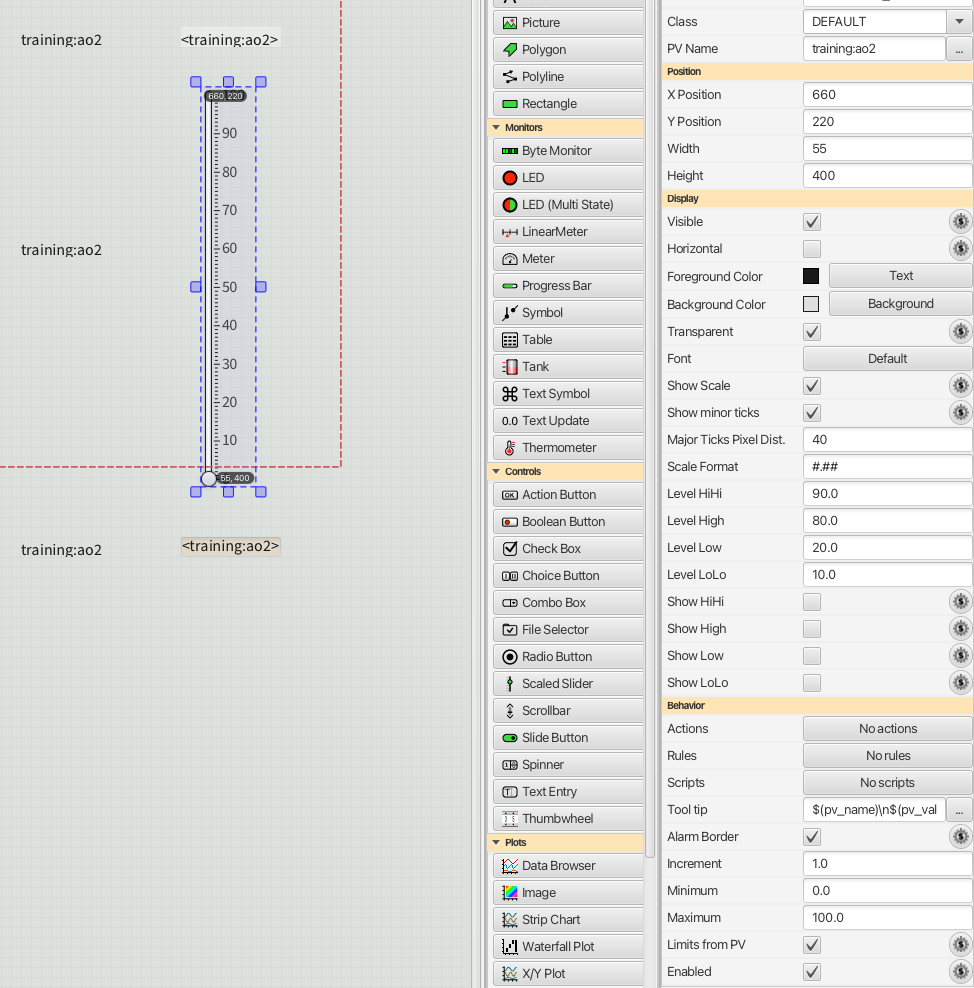 training:ao2
<training:ao2>
660,220
90
80
70
60
training:ao2
50
40
30
20
10
55,400
training:ao2
<training:ao2>
Picture
Polygon
Polyline
Rectangle
Monitors
Byte Monitor
LED
LED (Multi State)
LinearMeter
Meter
Progress Bar
Symbol
Table
Tank
Text Symbol
0.0 Text Update
Thermometer
Controls
OK Action Button
Boolean Button
Check Box
Choice Button
Combo Box
File Selector
Radio Button
Scaled Slider
Scrollbar
Slide Button
Spinner
Text Entry
Thumbwheel
Plots
Data Browser
Image
Strip Chart
Waterfall Plot
X/Y Plot
Class DEFAULT
PV Name training:ao2 ...
Position
X Position 660
Y Position 220
Width 55
Height 400
Display
Visible
Horizontal
Foreground Color Text
Background Color Background
Transparent
Font Default
Show Scale
Show minor ticks
Major Ticks Pixel Dist. 40
Scale Format #.##
Level HiHi 90.0
Level High 80.0
Level Low 20.0
Level LoLo 10.0
Show HiHi
Show High
Show Low
Show LoLo
Behavior
Actions No actions
Rules No rules
Scripts No scripts
Tool tip $(pv_name)\n$(pv_val ...
Alarm Border
Increment 1.0
Minimum 0.0
Maximum 100.0
Limits from PV
Enabled